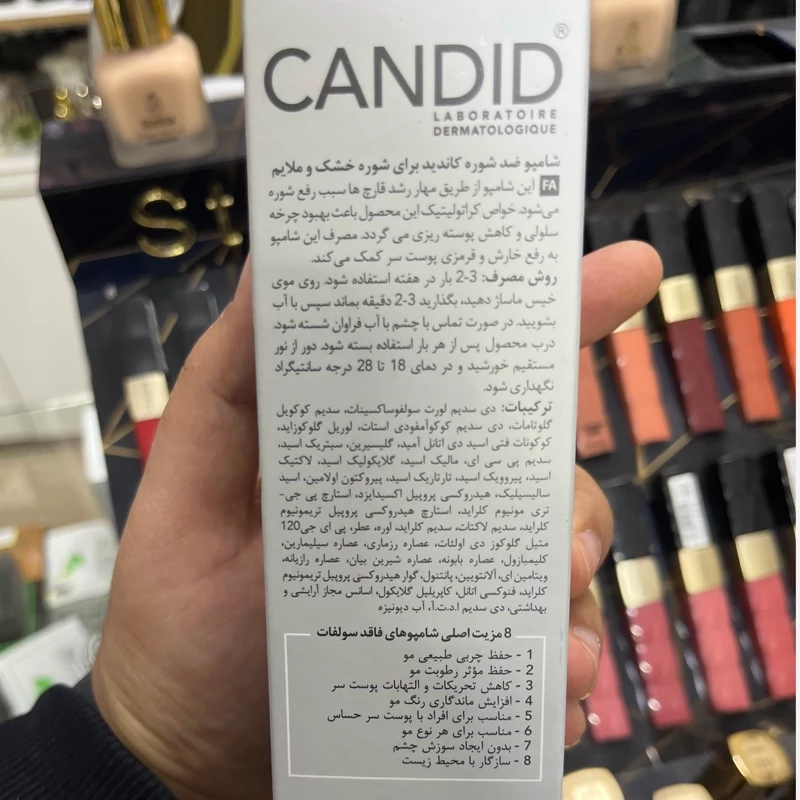 CANDID®
LABORATOIRE
DERMATOLOGIQUE
شامپو ضد شوره کاندید برای شوره خشک و ملایم
FA این شامپو از طریق مهار رشد قارچ ها سبب رفع شوره
می‌شود. خواص کراتولیتیک این محصول باعث بهبود چرخه
سلولی و کاهش پوسته ریزی می گردد. مصرف این شامپو
به رفع خارش و قرمزی پوست سر کمک می‌کند.
روش مصرف: 3-2 بار در هفته استفاده شود. روی موی
خیس ماساژ دهید، بگذارید 3-2 دقیقه بماند سپس با آب
بشویید. در صورت تماس با چشم با آب فراوان شسته شود.
درب محصول پس از هر بار استفاده بسته شود. دور از نور
مستقیم خورشید و در دمای 18 تا 28 درجه سانتیگراد
نگهداری شود.
ترکیبات: دی سدیم لورت سولفوساکسینات، سدیم کوکویل
گلوتامات، دی سدیم کوکوآمفودی استات، لوریل گلوکوزاید،
کوکونات فتی اسید دی اتانل آمید، گلیسیرین، سیتریک اسید،
سدیم پی سی ای، مالیک اسید، گلایکولیک اسید، لاکتیک
اسید، پیروویک اسید، تارتاریک اسید، پیروکتون اولامین، اسید
سالیسیلیک، هیدروکسی پروپیل اکسیدایزد، استارچ پی جی-
تری مونیوم کلراید، استارچ هیدروکسی پروپیل تریمونیوم
کلراید، سدیم لاکتات، سدیم کلراید، اوره، عطر، پی ای جی120
متیل گلوکوز دی اولئات، عصاره رزماری، عصاره سیلیمارین،
کلیمبازول، عصاره بابونه، عصاره شیرین بیان، عصاره رازیانه،
ویتامین ای، آلانتویین، پانتنول، گوار هیدروکسی پروپیل تریمونیوم
کلراید، فنوکسی اتانل، کاپریلیل گلایکول، اسانس مجاز آرایشی و
بهداشتی، دی سدیم ا.د.ت.آ، آب دیونیزه
8 مزیت اصلی شامپوهای فاقد سولفات
1 - حفظ چربی طبیعی مو
2 - حفظ مؤثر رطوبت مو
3 - کاهش تحریکات و التهابات پوست سر
4 - افزایش ماندگاری رنگ مو
5 - مناسب برای افراد با پوست سر حساس
6 - مناسب برای هر نوع مو
7 - بدون ایجاد سوزش چشم
8 - سازگار با محیط زیست
St